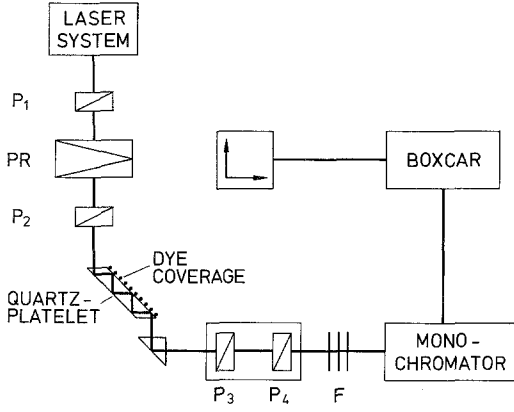 LASER
SYSTEM
P1
PR
P2
BOXCAR
DYE
COVERAGE
QUARTZ-
PLATELET
MONO-
CHROMATOR
P3
P4
F